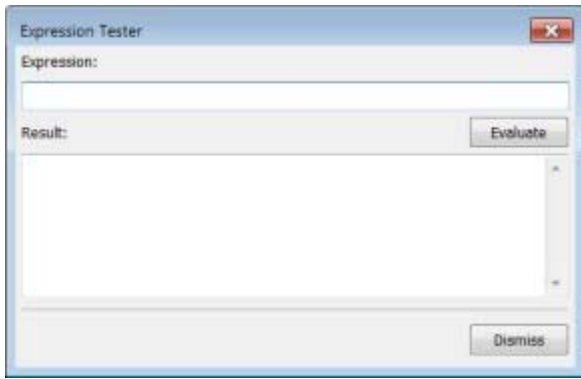 Expression Tester
Expression:
Result:
Evaluate
Dismiss